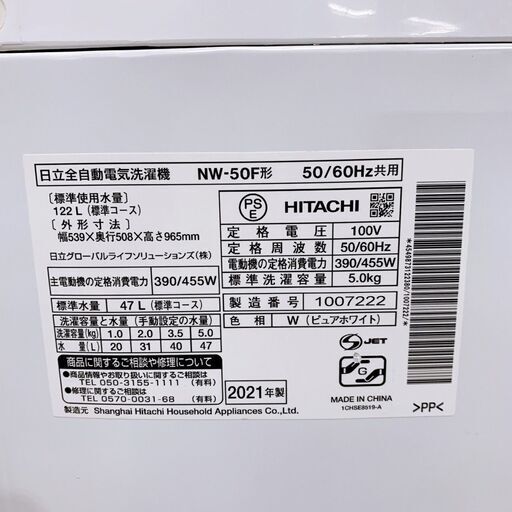 日立全自動電気洗濯機 NW-50F形 50/60Hz共用
〔標準使用水量〕
122 L (標準コース)
〔外形寸法〕
幅539×奥行508×高さ965mm
日立グローバルライフソリューションズ(株)
主電動機の定格消費電力 390/455W
標準水量 47 L (標準コース)
洗濯容量と水量 (手動設定の水量)
洗濯容量(kg) 1.0 2.0 3.5 5.0
水量(L) 20 31 40 47
商品に関するご相談や修理について
●商品情報やお取り扱いに関するご相談は
TEL 050-3155-1111 (有料)
●修理に関するご相談は
TEL 0570-0031-68 (有料)
製造元 Shanghai Hitachi Household Appliances Co., Ltd.
PS
E
HITACHI
定格電圧 100V
定格周波数 50/60Hz
電動機の定格消費電力 390/455W
標準洗濯容量 5.0kg
製造番号 1007222
色相 W (ピュアホワイト)
2021年製
S JET
G
MADE IN CHINA
1CHSE8519-A
>PP<